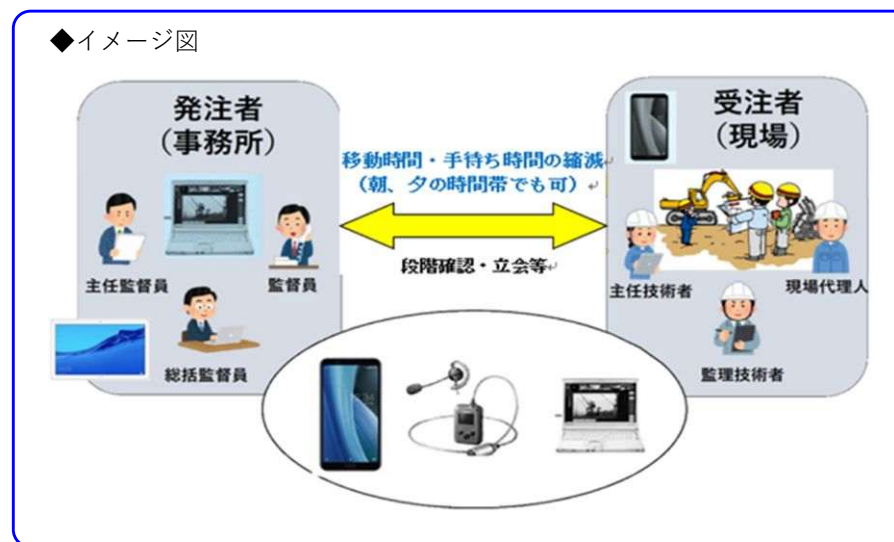 ◆イメージ図
発注者
（事務所）
主任監督員
監督員
総括監督員
移動時間・手待ち時間の縮減
（朝、夕の時間帯でも可）
段階確認・立会等
受注者
（現場）
主任技術者
現場代理人
監理技術者